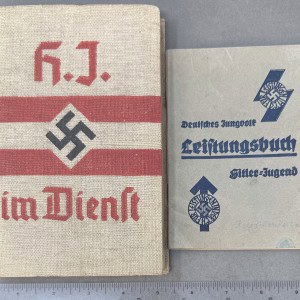 H.J.
im Dienst
Deutsches Jungvolk
Leistungsbuch
Hitler-Jugend